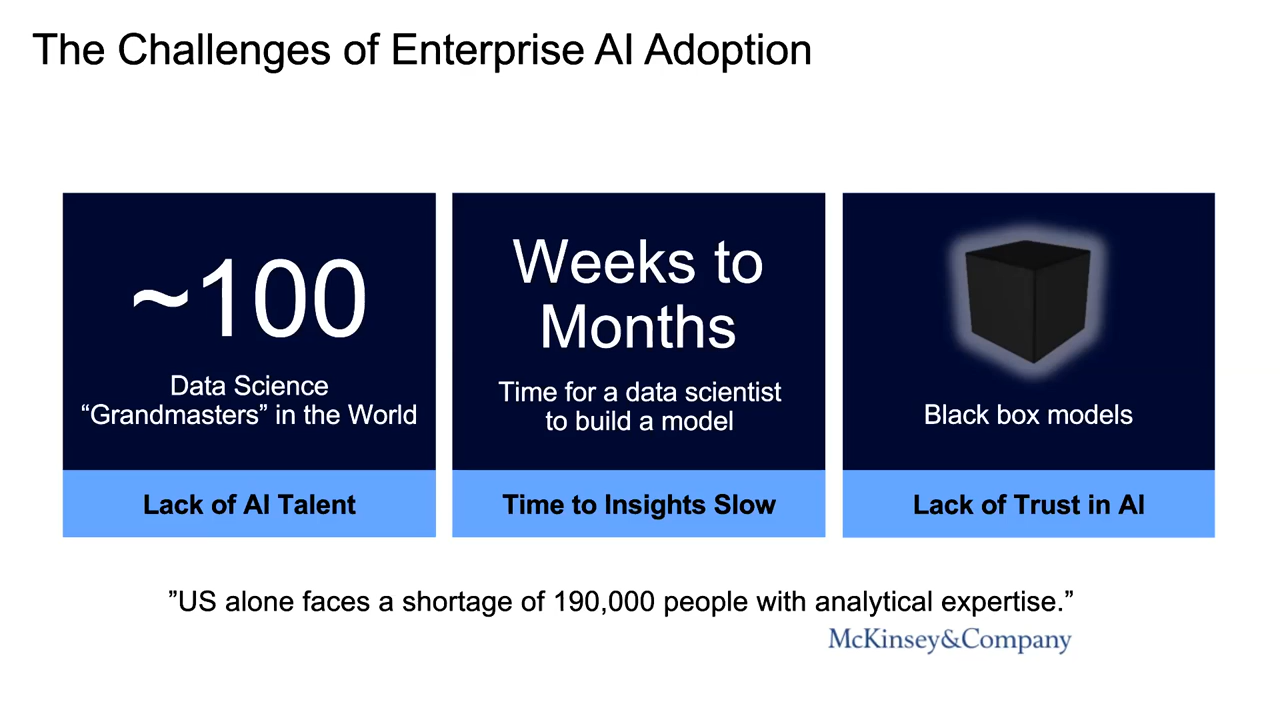 The Challenges of Enterprise AI Adoption
~100
Data Science
“Grandmasters” in the World
Lack of AI Talent
Weeks to
Months
Time for a data scientist
to build a model
Time to Insights Slow
Black box models
Lack of Trust in AI
”US alone faces a shortage of 190,000 people with analytical expertise.”
McKinsey&Company